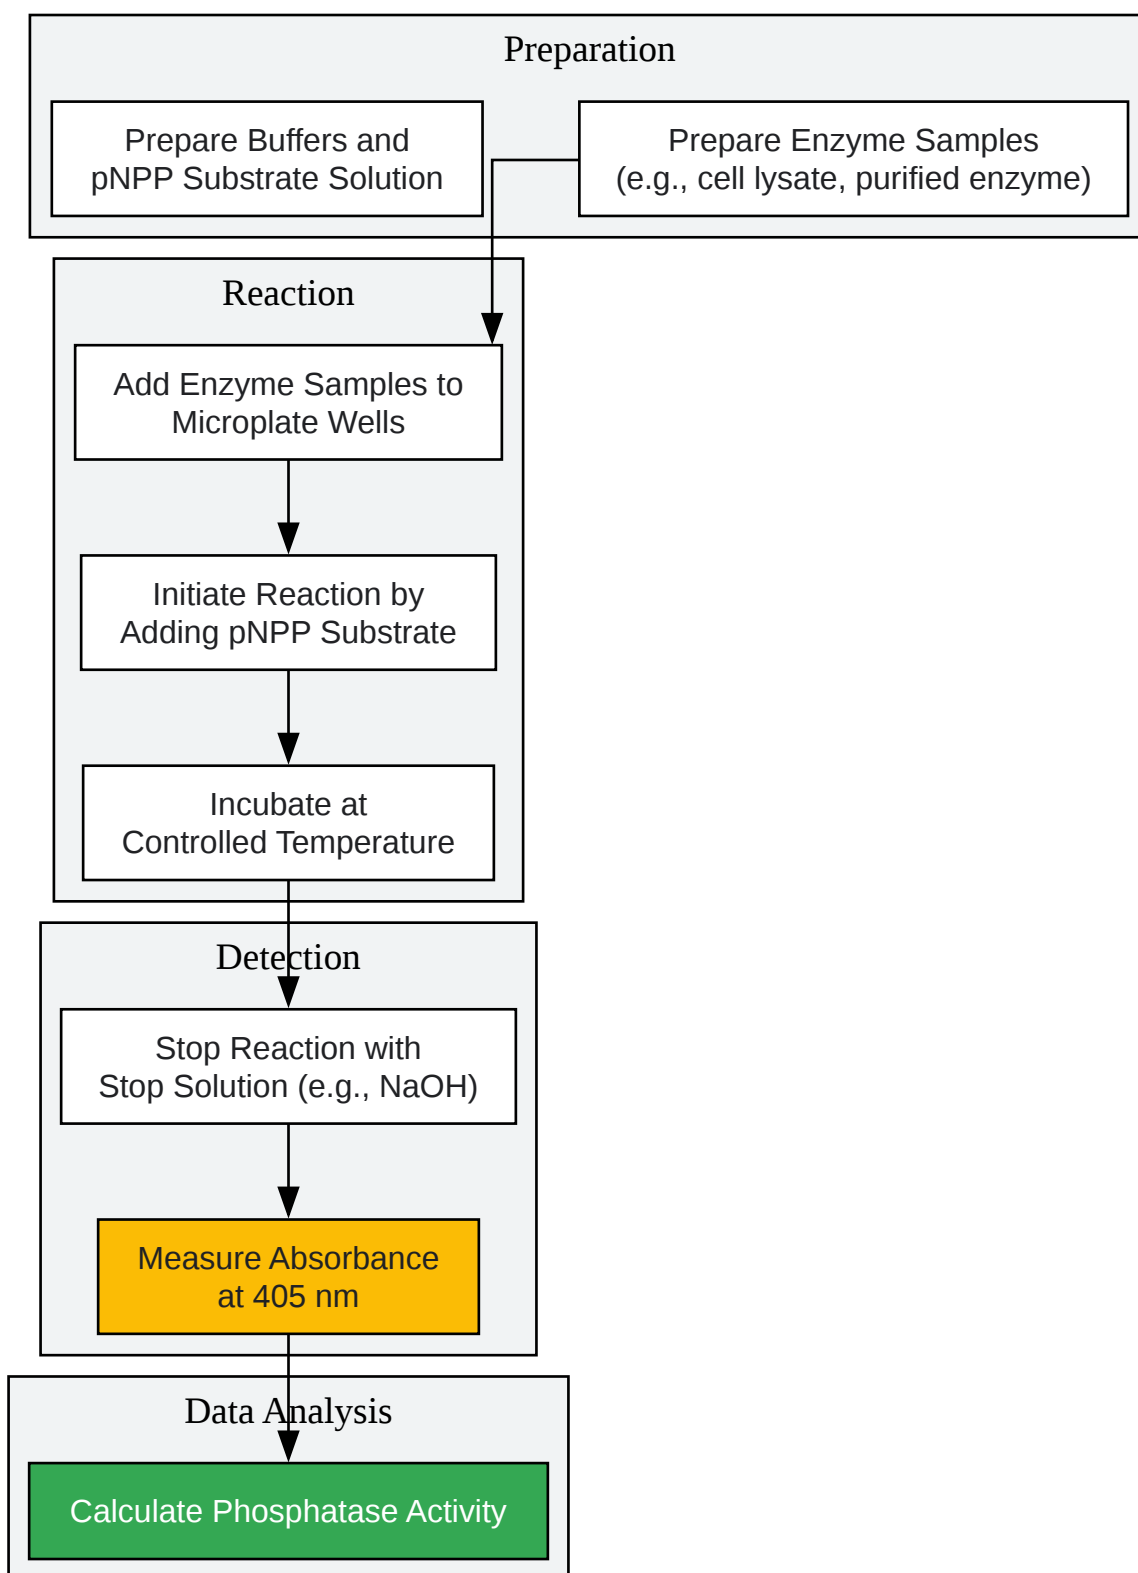 Preparation
Prepare Buffers and
pNPP Substrate Solution
Prepare Enzyme Samples
(e.g., cell lysate, purified enzyme)
Reaction
Add Enzyme Samples to
Microplate Wells
Initiate Reaction by
Adding pNPP Substrate
Incubate at
Controlled Temperature
Detection
Stop Reaction with
Stop Solution (e.g., NaOH)
Measure Absorbance
at 405 nm
Data Analysis
Calculate Phosphatase Activity